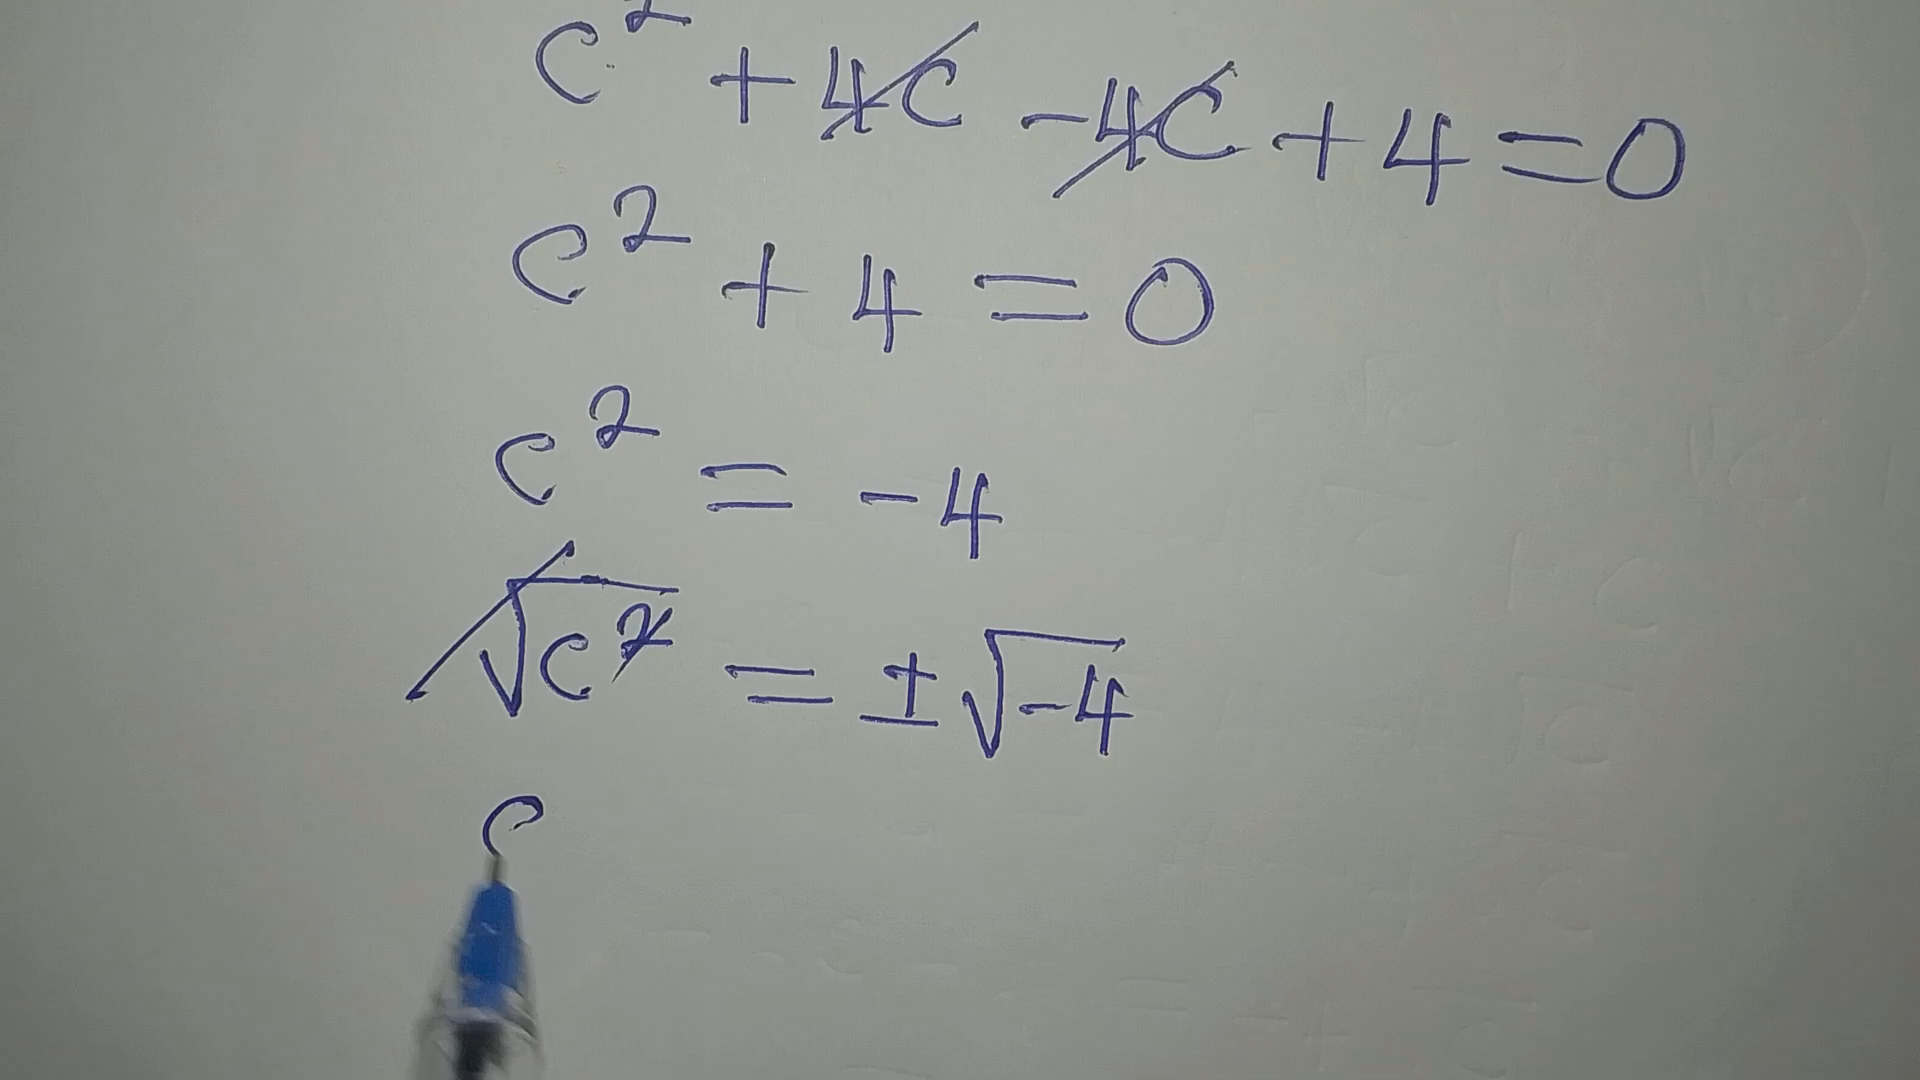 c² + 4c - 4c + 4 = 0
c² + 4 = 0
c² = -4
√c² = ±√-4
c